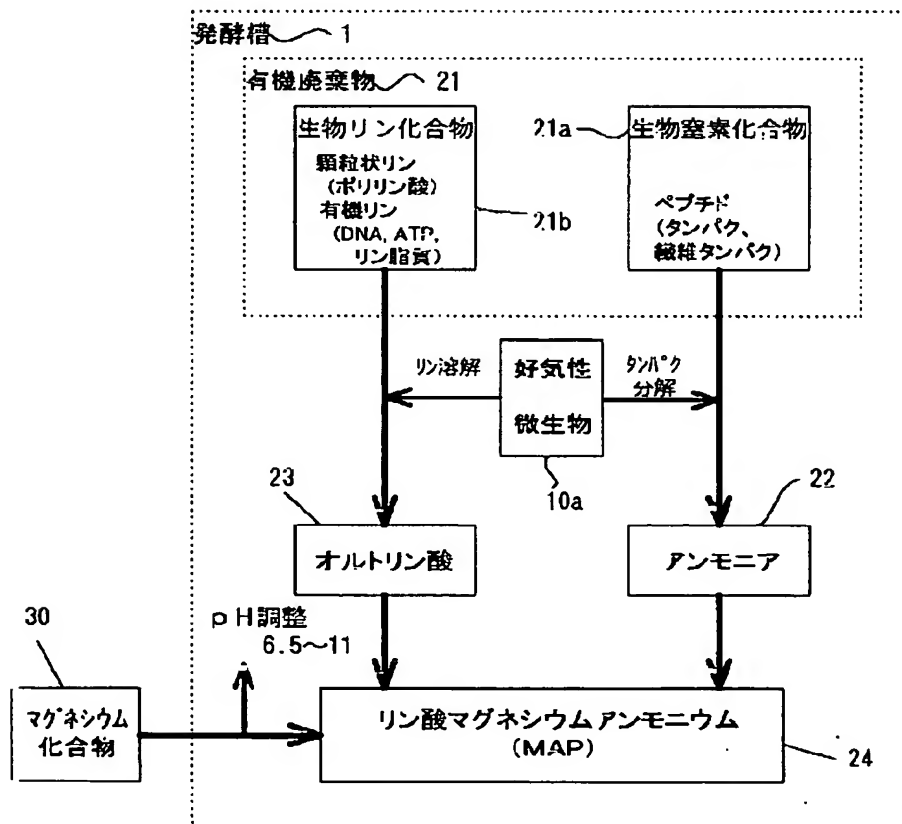 発酵槽 1
有機廃棄物 21
生物リン化合物
顆粒状リン
(ポリリン酸)
有機リン
(DNA, ATP,
リン脂質)
21b
21a
生物窒素化合物
ペプチド
(タンパク、
繊維タンパク)
リン溶解
好気性
微生物
10a
タンパク
分解
23
オルトリン酸
22
アンモニア
pH調整
6.5～11
30
マグネシウム
化合物
リン酸マグネシウムアンモニウム
(MAP)
24